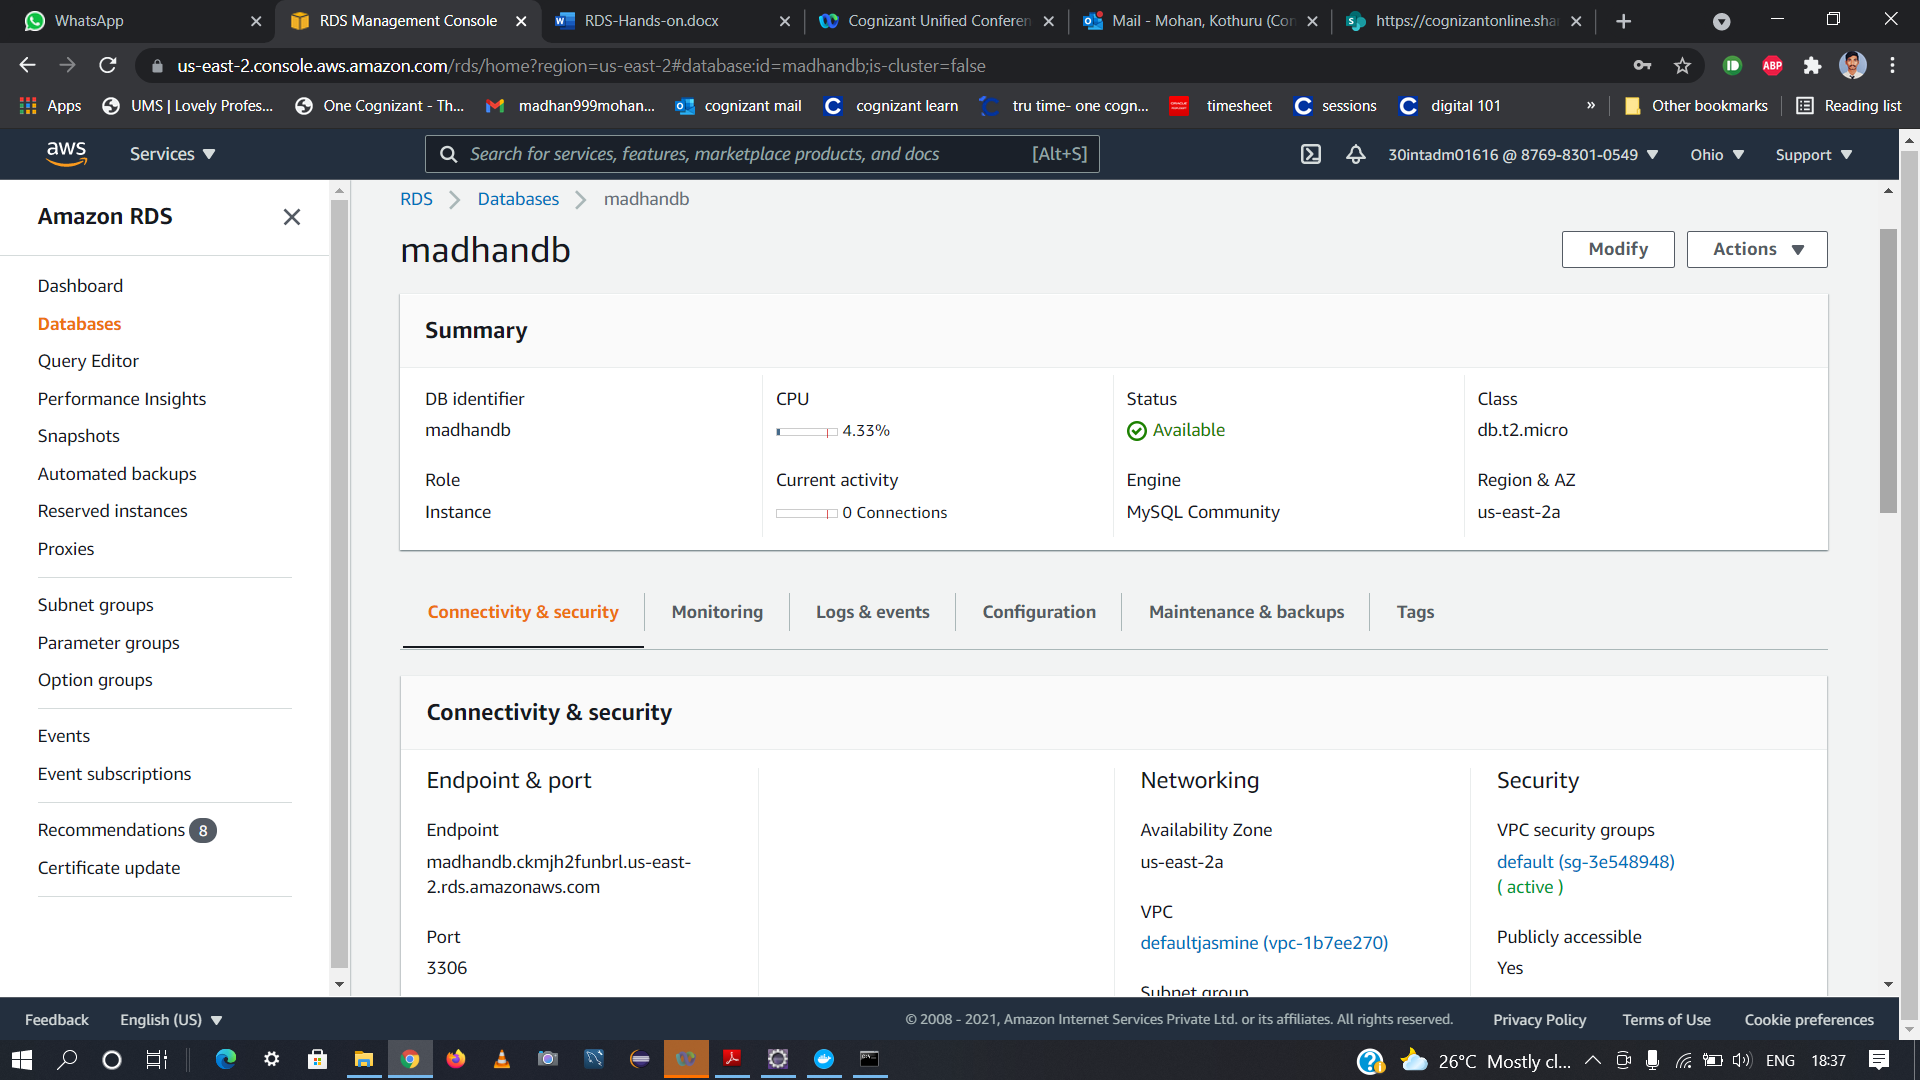 WhatsApp
RDS Management Console
RDS-Hands-on.docx
Cognizant Unified Conferen
Mail - Mohan, Kothuru (Con
https://cognizantonline.sha
us-east-2.console.aws.amazon.com/rds/home?region=us-east-2#database:id=madhandb;is-cluster=false
ABP
Apps
UMS | Lovely Profes...
One Cognizant - Th...
madhan999mohan...
cognizant mail
cognizant learn
tru time- one cogn...
timesheet
sessions
digital 101
»
Other bookmarks
Reading list
aws
Services
Search for services, features, marketplace products, and docs
[Alt+S]
30intadm01616 @ 8769-8301-0549
Ohio
Support
Amazon RDS
Dashboard
Databases
Query Editor
Performance Insights
Snapshots
Automated backups
Reserved instances
Proxies
Subnet groups
Parameter groups
Option groups
Events
Event subscriptions
Recommendations 8
Certificate update
RDS
Databases
madhandb
madhandb
Modify
Actions
Summary
DB identifier
madhandb
CPU
4.33%
Status
Available
Class
db.t2.micro
Role
Instance
Current activity
0 Connections
Engine
MySQL Community
Region & AZ
us-east-2a
Connectivity & security
Monitoring
Logs & events
Configuration
Maintenance & backups
Tags
Connectivity & security
Endpoint & port
Endpoint
madhandb.ckmjh2funbrl.us-east-
2.rds.amazonaws.com
Port
3306
Networking
Availability Zone
us-east-2a
VPC
defaultjasmine (vpc-1b7ee270)
Subnet group
Security
VPC security groups
default (sg-3e548948)
( active )
Publicly accessible
Yes
Feedback
English (US)
© 2008 - 2021, Amazon Internet Services Private Ltd. or its affiliates. All rights reserved.
Privacy Policy
Terms of Use
Cookie preferences
26°C Mostly cl...
ENG
18:37